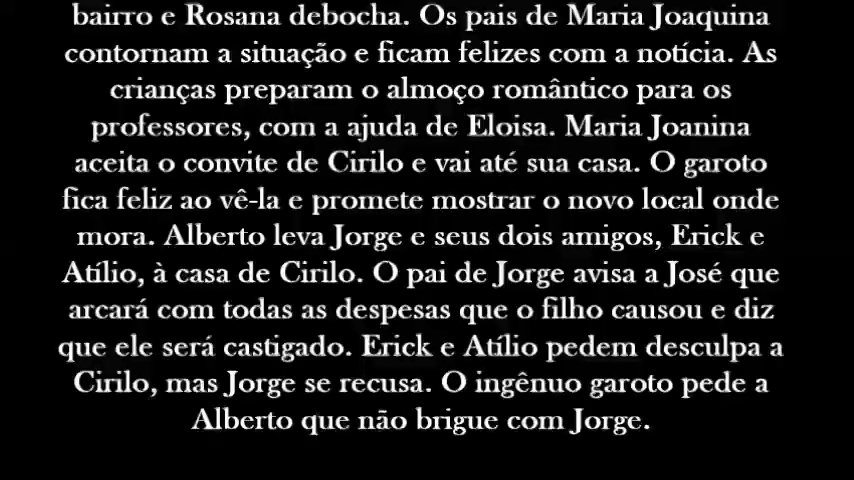 bairro e Rosana debocha. Os pais de Maria Joaquina
contornam a situação e ficam felizes com a notícia. As
crianças preparam o almoço romântico para os
professores, com a ajuda de Eloisa. Maria Joanina
aceita o convite de Cirilo e vai até sua casa. O garoto
fica feliz ao vê-la e promete mostrar o novo local onde
mora. Alberto leva Jorge e seus dois amigos, Erick e
Atílio, à casa de Cirilo. O pai de Jorge avisa a José que
arcará com todas as despesas que o filho causou e diz
que ele será castigado. Erick e Atílio pedem desculpa a
Cirilo, mas Jorge se recusa. O ingênuo garoto pede a
Alberto que não brigue com Jorge.